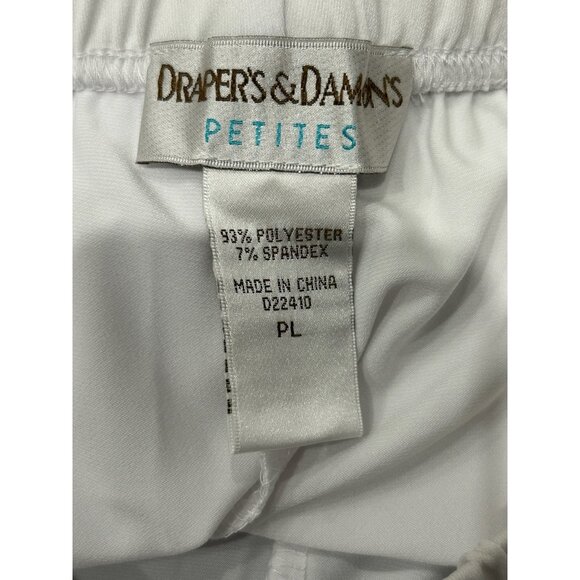 DRAPER'S & DAMON'S
PETITES
93% POLYESTER
7% SPANDEX
MADE IN CHINA
D22410
PL